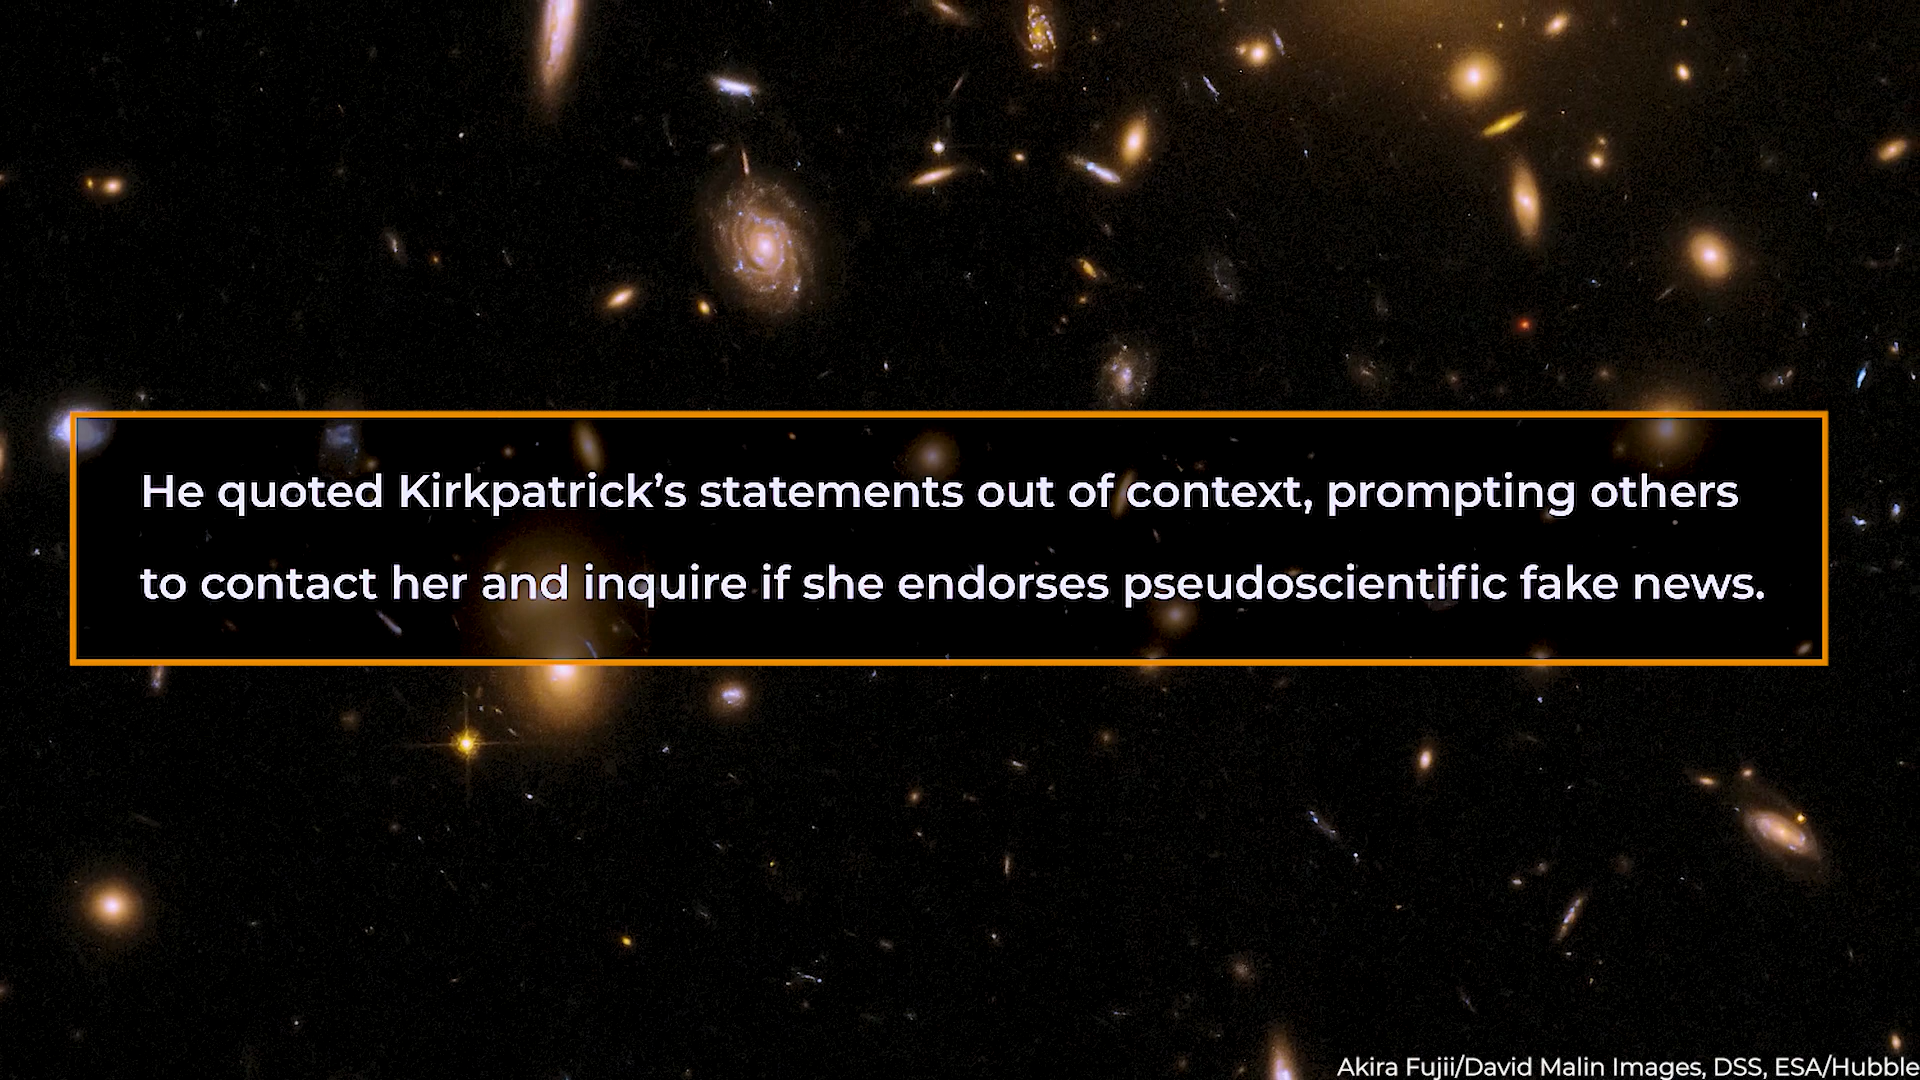 He quoted Kirkpatrick’s statements out of context, prompting others
to contact her and inquire if she endorses pseudoscientific fake news.
Akira Fujii/David Malin Images, DSS, ESA/Hubble